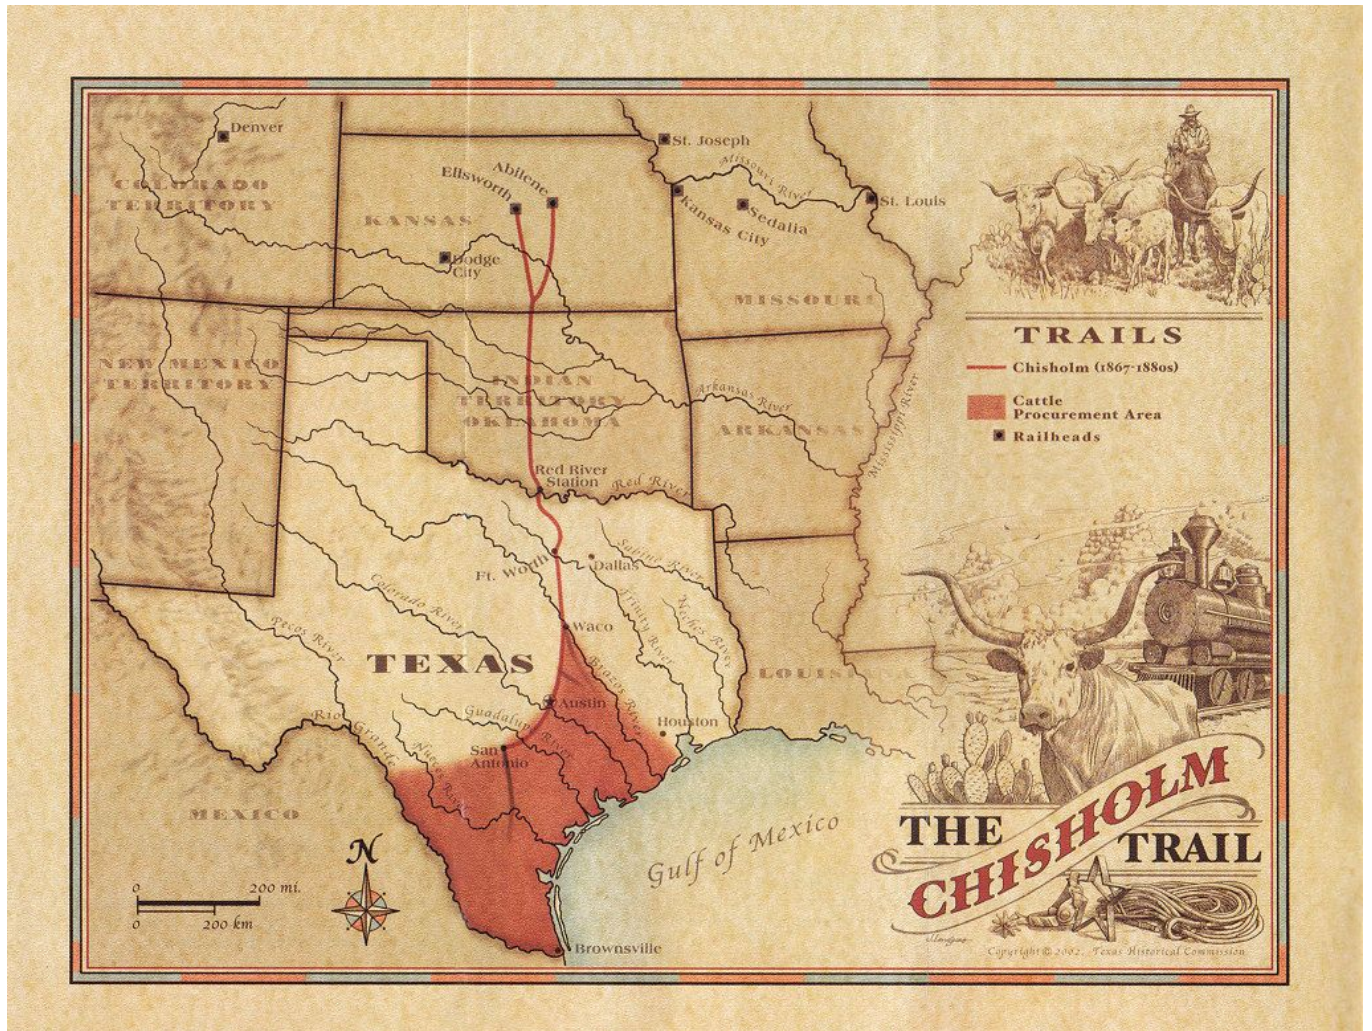 Denver
COLORADO
TERRITORY
KANSAS
Ellsworth
Abilene
Dodge
City
St. Joseph
Missouri River
Kansas City
Sedalia
St. Louis
MISSOURI
NEW MEXICO
TERRITORY
INDIAN
TERRITORY
OKLAHOMA
Arkansas River
ARKANSAS
Mississippi River
Red River
Station
Red River
Ft. Worth
Dallas
Sabine River
Trinity River
Neches River
Colorado River
Pecos River
Waco
TEXAS
Brazos River
Austin
Guadalupe
River
Houston
San
Antonio
Rio Grande
Nueces River
LOUISIANA
MEXICO
Gulf of Mexico
Brownsville
N
0 200 mi.
0 200 km
TRAILS
Chisholm (1867-1880s)
Cattle
Procurement Area
Railheads
THE
CHISHOLM
TRAIL
Copyright © 2002, Texas Historical Commission